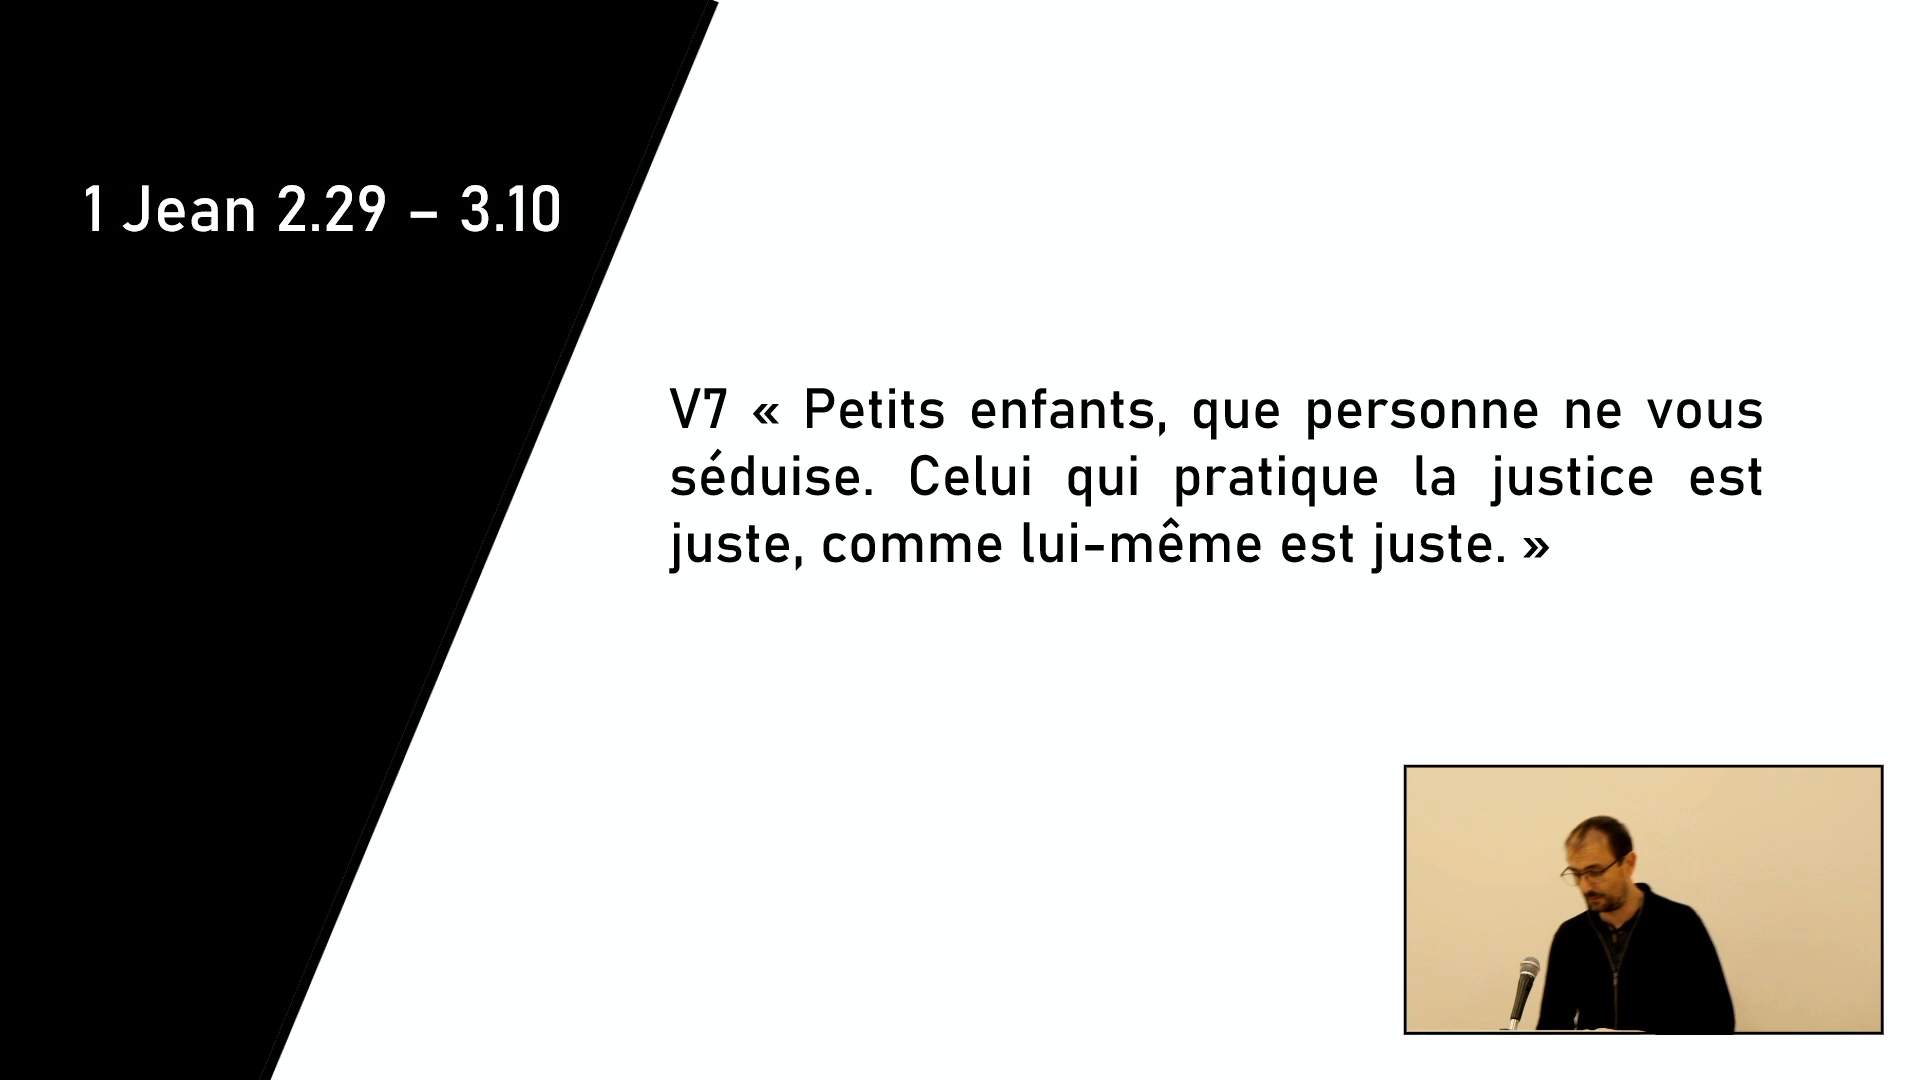 1 Jean 2.29 – 3.10
V7 « Petits enfants, que personne ne vous
séduise. Celui qui pratique la justice est
juste, comme lui-même est juste. »